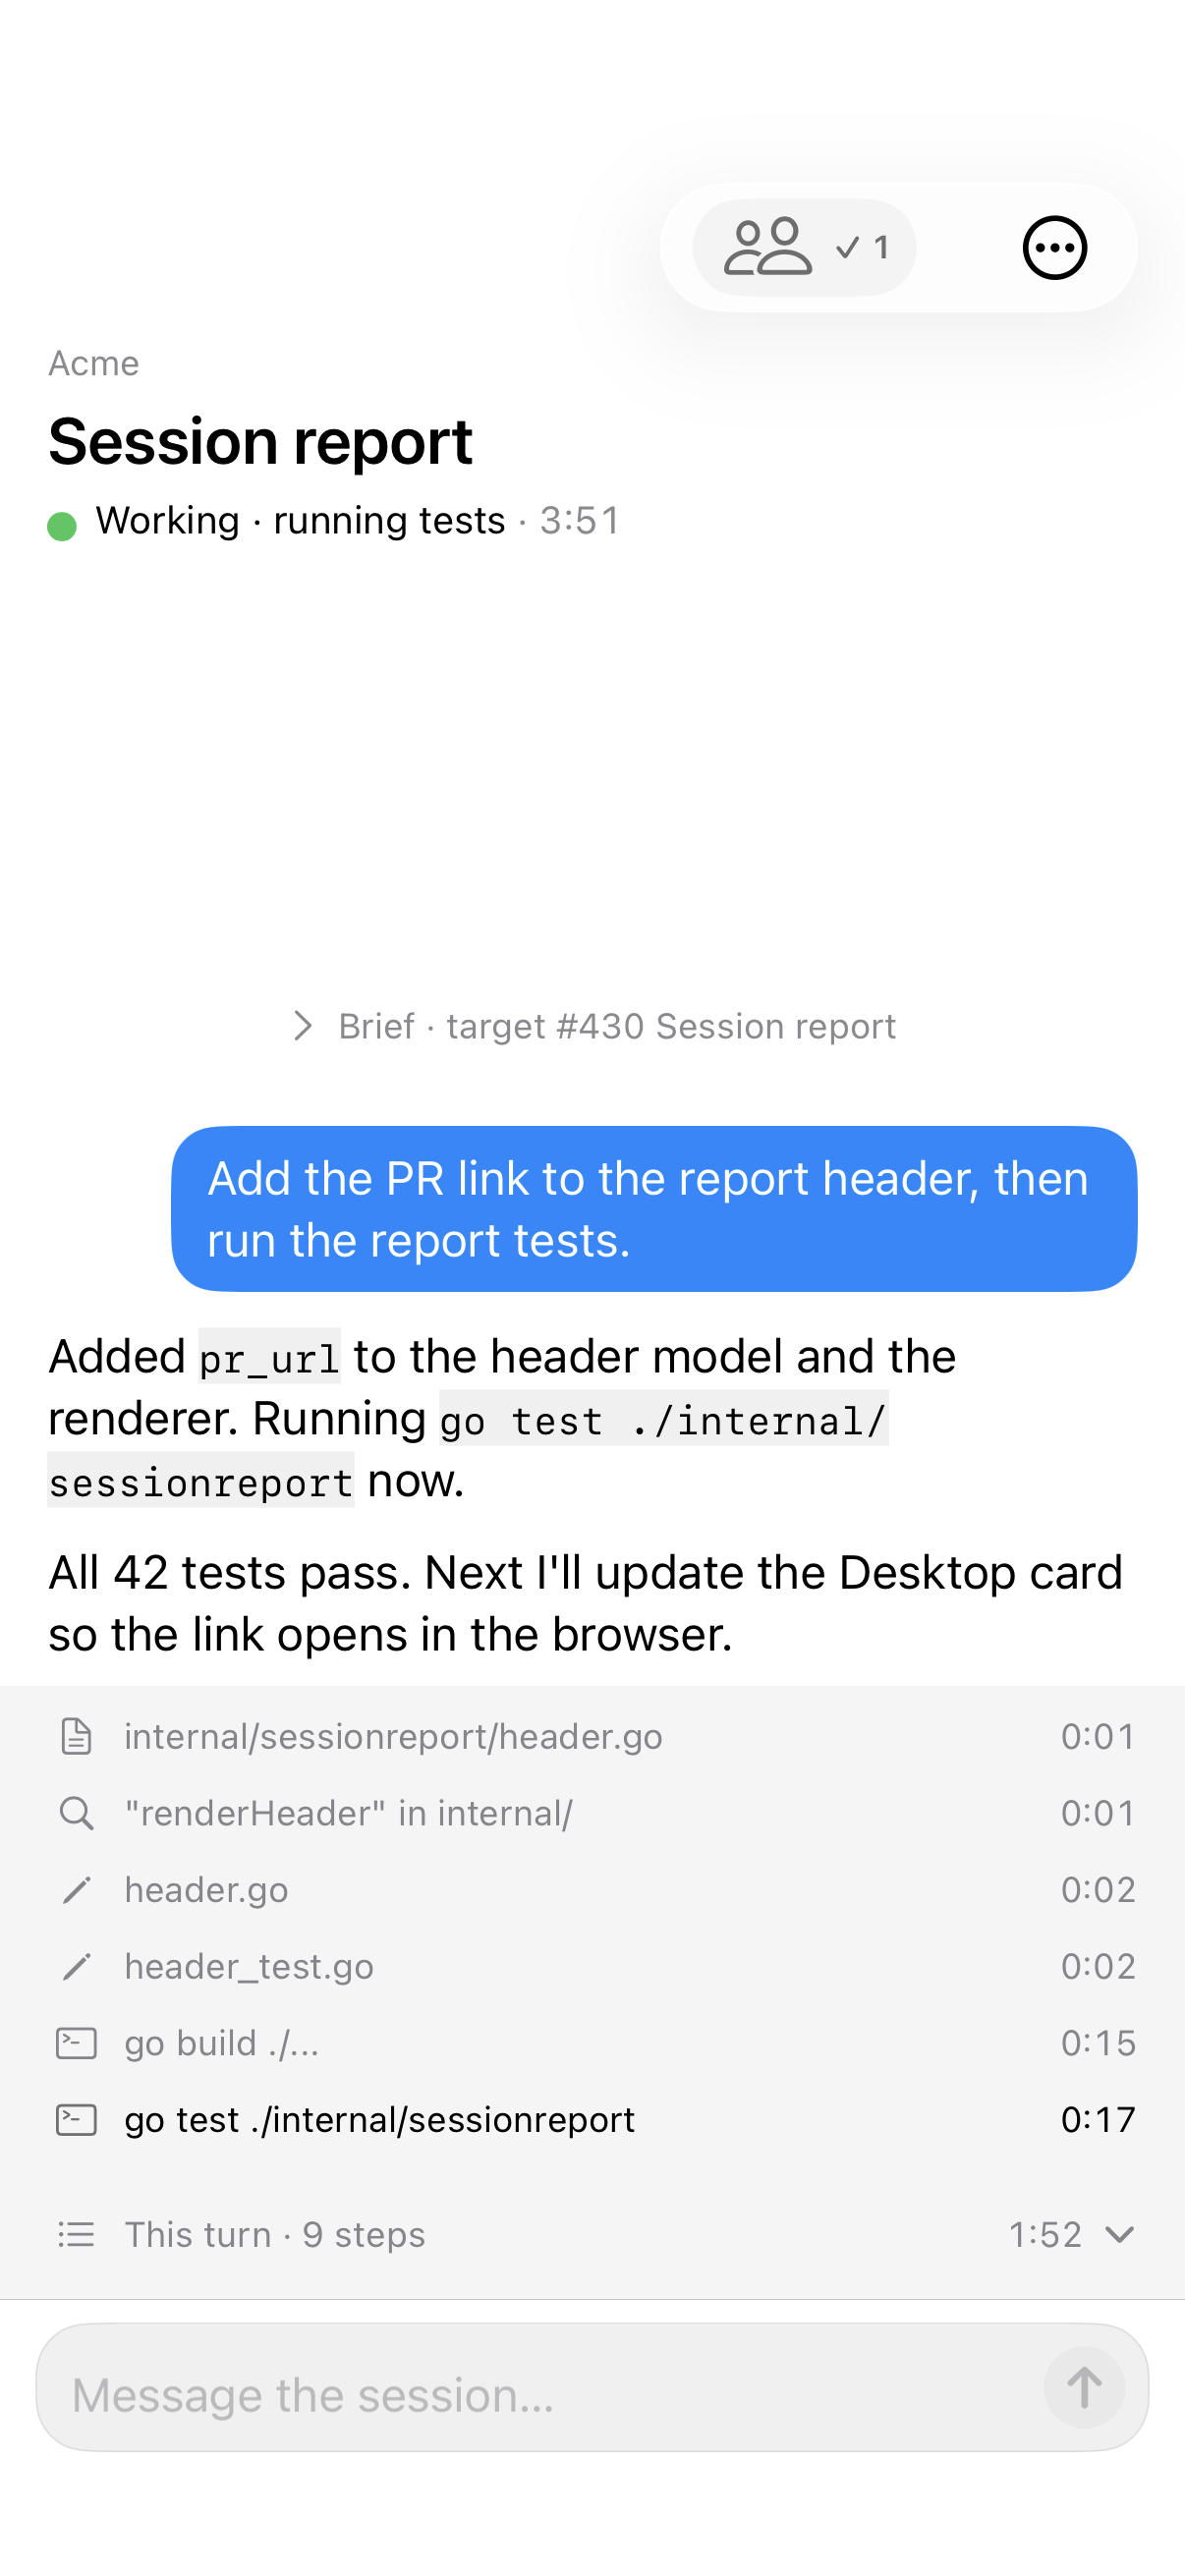 ✓ 1
Acme
Session report
Working · running tests · 3:51
Brief · target #430 Session report
Add the PR link to the report header, then
run the report tests.
Added pr_url to the header model and the
renderer. Running go test ./internal/
sessionreport now.
All 42 tests pass. Next I'll update the Desktop card
so the link opens in the browser.
internal/sessionreport/header.go 0:01
"renderHeader" in internal/ 0:01
header.go 0:02
header_test.go 0:02
go build ./... 0:15
go test ./internal/sessionreport 0:17
This turn · 9 steps 1:52
Message the session...